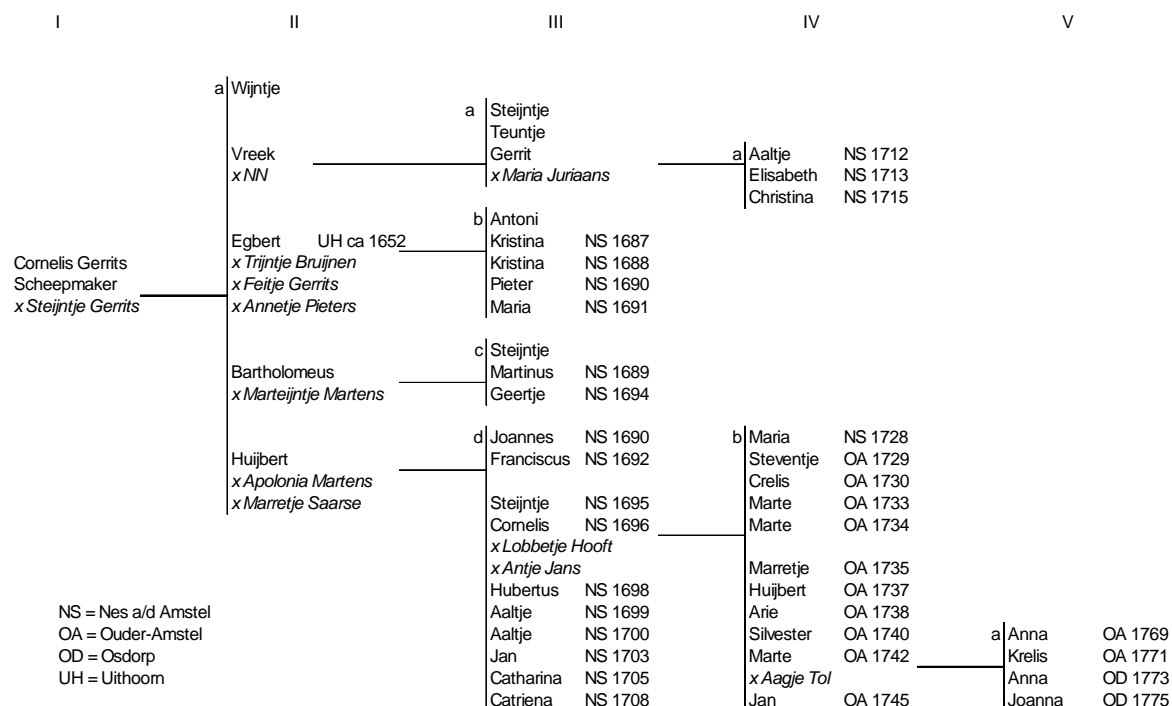 I II III IV V
a Wijntje
a Steijntje
Teuntje
Vreek Gerrit a Aaltje NS 1712
x NN x Maria Juriaans Elisabeth NS 1713
Christina NS 1715
b Antoni
Egbert UH ca 1652 Kristina NS 1687
Cornelis Gerrits x Trijntje Bruijnen Kristina NS 1688
Scheepmaker x Feitje Gerrits Pieter NS 1690
x Steijntje Gerrits x Annetje Pieters Maria NS 1691
c Steijntje
Bartholomeus Martinus NS 1689
x Marteijntje Martens Geertje NS 1694
d Joannes NS 1690 b Maria NS 1728
Huijbert Franciscus NS 1692 Steventje OA 1729
x Apolonia Martens Crelis OA 1730
x Marretje Saarse Steijntje NS 1695 Marte OA 1733
Cornelis NS 1696 Marte OA 1734
x Lobbetje Hooft
x Antje Jans Marretje OA 1735
Hubertus NS 1698 Huijbert OA 1737
NS = Nes a/d Amstel Aaltje NS 1699 Arie OA 1738
OA = Ouder-Amstel Aaltje NS 1700 Silvester OA 1740 a Anna OA 1769
OD = Osdorp Jan NS 1703 Marte OA 1742 Krelis OA 1771
UH = Uithoorn Catharina NS 1705 x Aagje Tol Anna OD 1773
Catriena NS 1708 Jan OA 1745 Joanna OD 1775